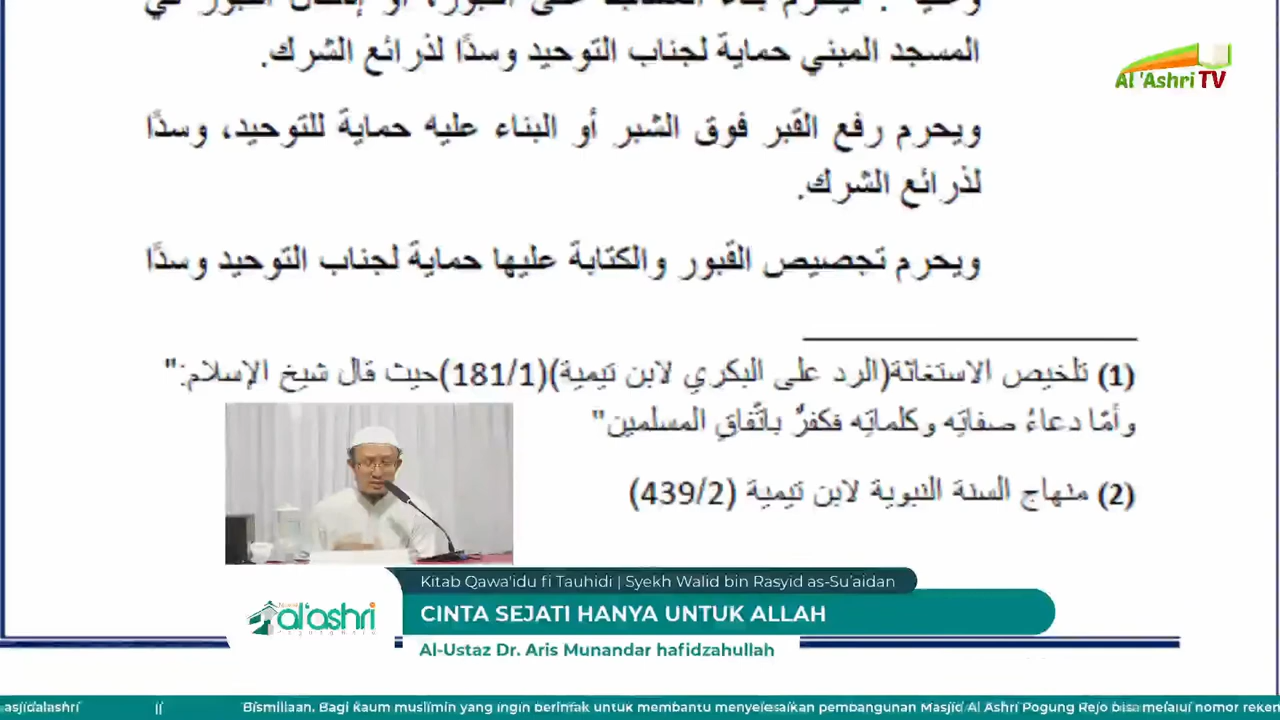 المسجد المبني حماية لجناب التوحيد وسدًا لذرائع الشرك.
Al 'Ashri TV
ويحرم رفع القبر فوق الشبر أو البناء عليه حماية للتوحيد، وسدًا
لذرائع الشرك.
ويحرم تجصيص القبور والكتابة عليها حماية لجناب التوحيد وسدًا
(1) تلخيص الاستغاثة(الرد على البكري لابن تيمية)(181/1)حيث قال شيخ الإسلام:"
وأمّا دعاءُ صفاتِه وكلماتِه فكفرٌ باتّفاقِ المسلمين"
(2) منهاج السنة النبوية لابن تيمية (439/2)
Kitab Qawa'idu fi Tauhidi | Syekh Walid bin Rasyid as-Su'aidan
al'ashri
CINTA SEJATI HANYA UNTUK ALLAH
Al-Ustaz Dr. Aris Munandar hafidzahullah
asjidalashri || Bismillaan. Bagi kaum muslimin yang ingin berinfak untuk membantu menyelesaikan pembangunan Masjid Al Ashri Pogung Rejo bisa melalui nomor reken